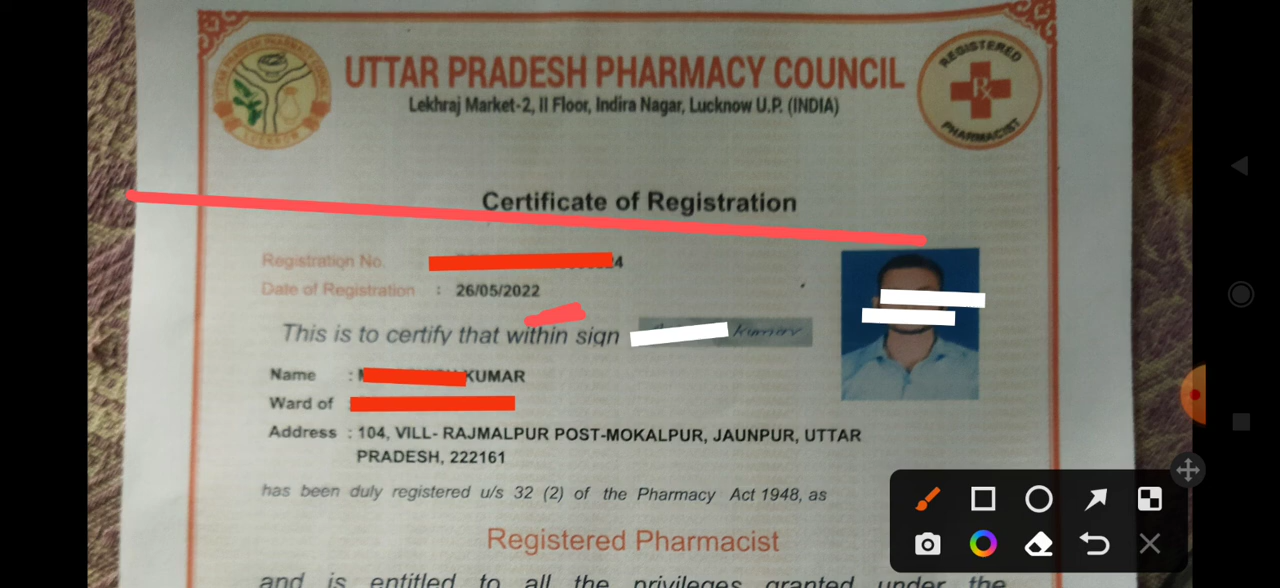 UTTAR PRADESH PHARMACY COUNCIL
Lekhraj Market-2, II Floor, Indira Nagar, Lucknow U.P. (INDIA)
REGISTERED
Rx
PHARMACIST
Certificate of Registration
Registration No.
Date of Registration : 26/05/2022
This is to certify that within sign kumar
Name : KUMAR
Ward of
Address : 104, VILL- RAJMALPUR POST-MOKALPUR, JAUNPUR, UTTAR
PRADESH, 222161
has been duly registered u/s 32 (2) of the Pharmacy Act 1948, as
Registered Pharmacist
and is entitled to all the privileges granted under the